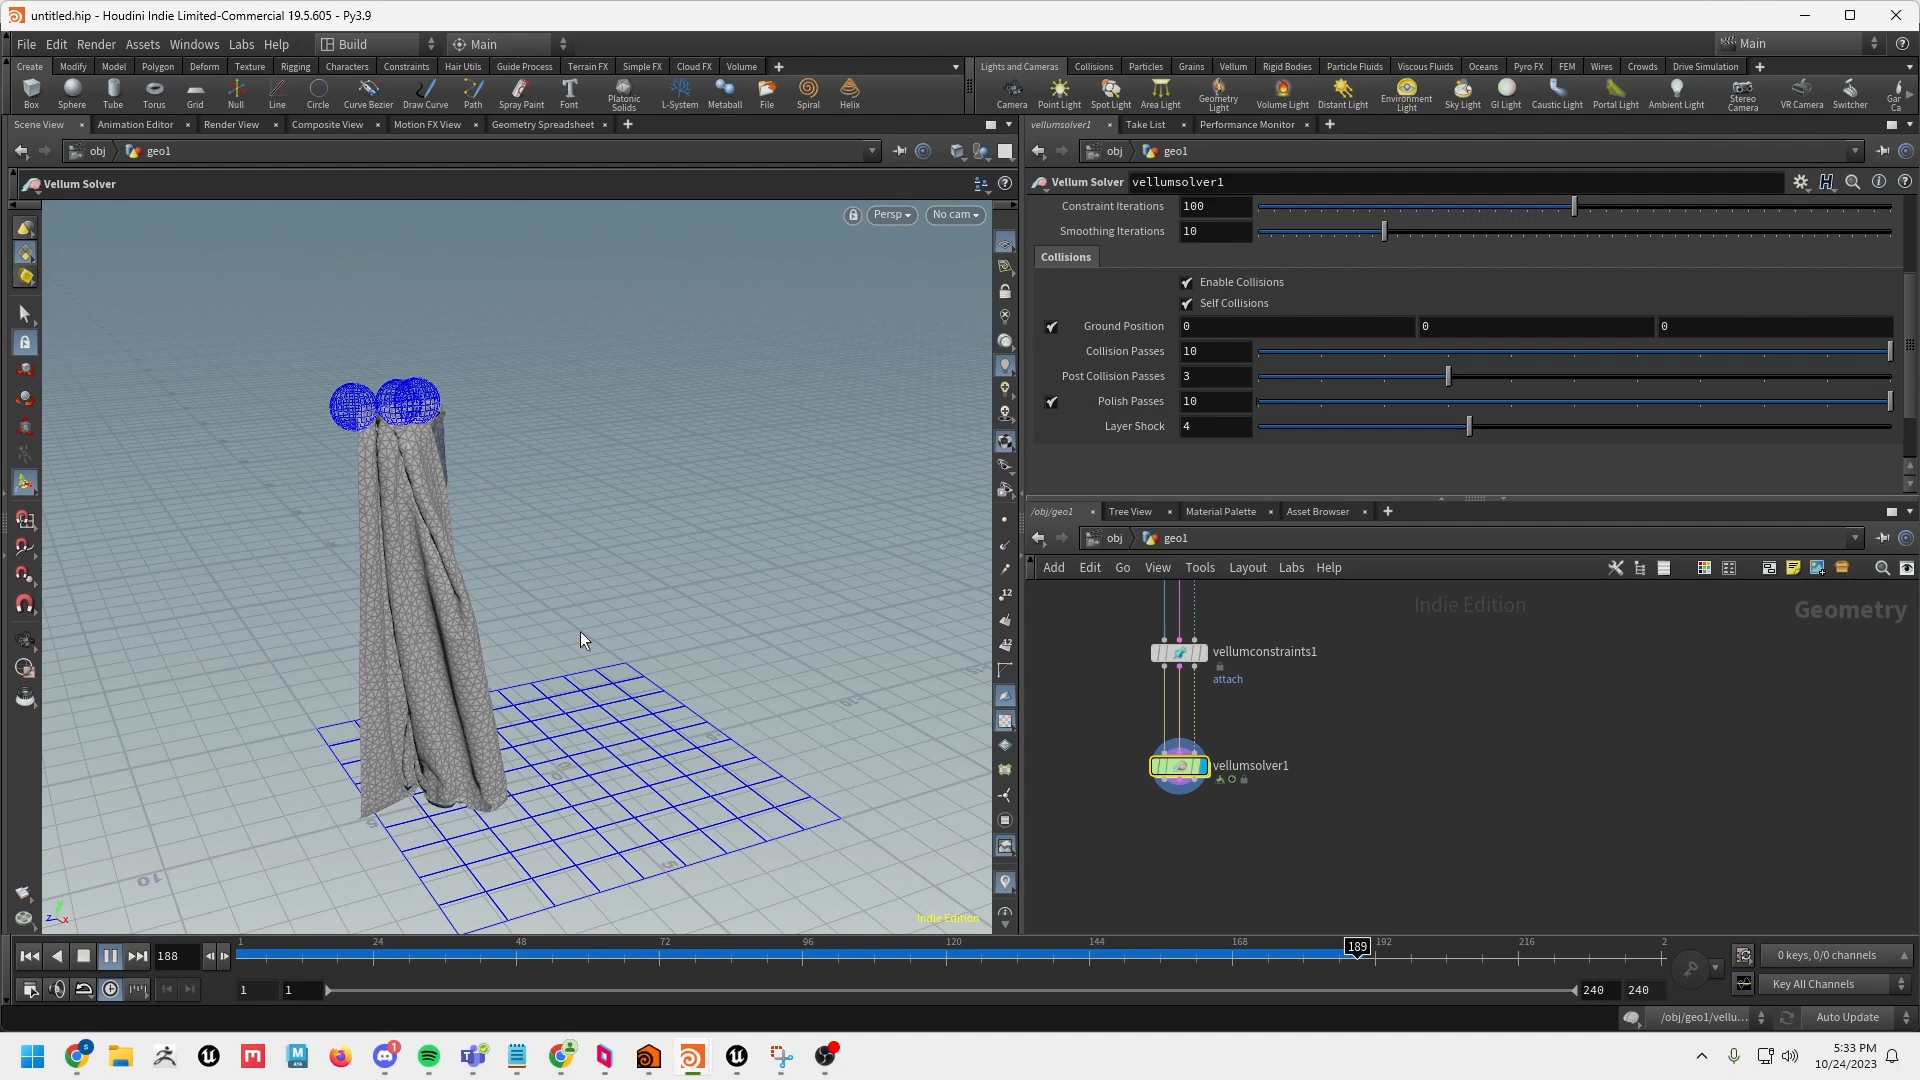 untitled.hip - Houdini Indie Limited-Commercial 19.5.605 - Py3.9
File Edit Render Assets Windows Labs Help Build Main Main
Create Modify Model Polygon Deform Texture Rigging Characters Constraints Hair Utils Guide Process Terrain FX Simple FX Cloud FX Volume
Lights and Cameras Collisions Particles Grains Vellum Rigid Bodies Particle Fluids Viscous Fluids Oceans Pyro FX FEM Wires Crowds Drive Simulation
Box Sphere Tube Torus Grid Null Line Circle Curve Bezier Draw Curve Path Spray Paint Font Platonic Solids L-System Metaball File Spiral Helix
Camera Point Light Spot Light Area Light Geometry Light Volume Light Distant Light Environment Light Sky Light GI Light Caustic Light Portal Light Ambient Light Stereo Camera VR Camera Switcher Gar Ca
Scene View Animation Editor Render View Composite View Motion FX View Geometry Spreadsheet
vellumsolver1 Take List Performance Monitor
obj geo1
obj geo1
Vellum Solver
Vellum Solver vellumsolver1
Persp No cam
Constraint Iterations 100
Smoothing Iterations 10
Collisions
Enable Collisions
Self Collisions
Ground Position 0 0 0
Collision Passes 10
Post Collision Passes 3
Polish Passes 10
Layer Shock 4
/obj/geo1 Tree View Material Palette Asset Browser
obj geo1
Add Edit Go View Tools Layout Labs Help
Indie Edition
Geometry
vellumconstraints1
attach
vellumsolver1
10
5
Indie Edition
188
1 24 48 72 96 120 144 168 192 216 2
189
1 1 240 240
0 keys, 0/0 channels
Key All Channels
/obj/geo1/vellu... Auto Update
5:33 PM
10/24/2023